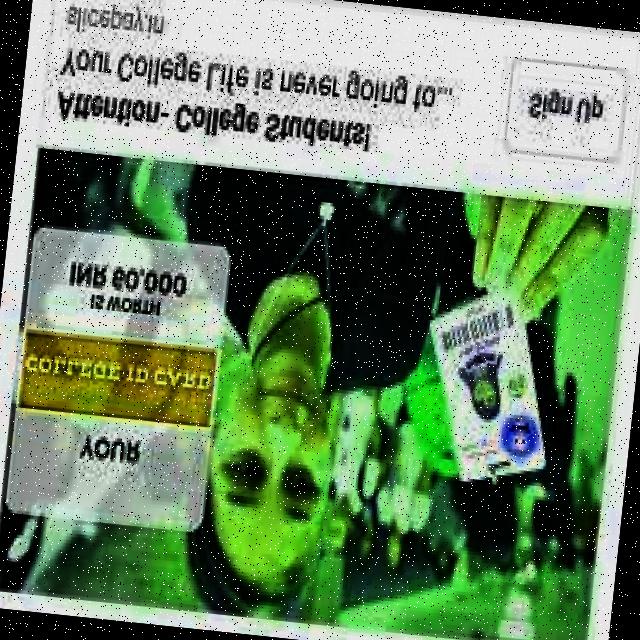 YOUR
COLLEGE ID CARD
IS WORTH
INR 60,000
Attention- College Students!
Your College Life is never going to...
alicepay.in
Sign Up